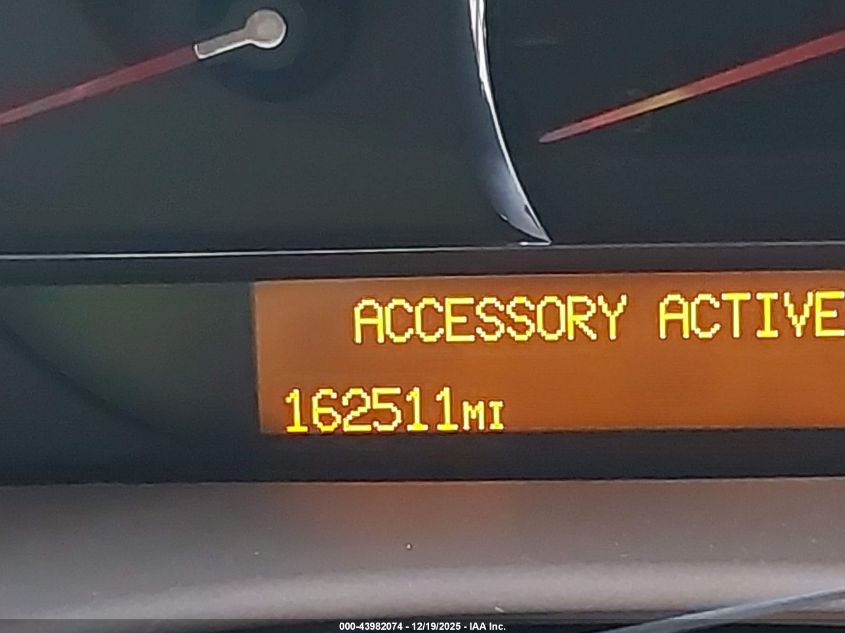 ACCESSORY ACTIVE
162511MI
000-43982074 - 12/19/2025 - IAA Inc.